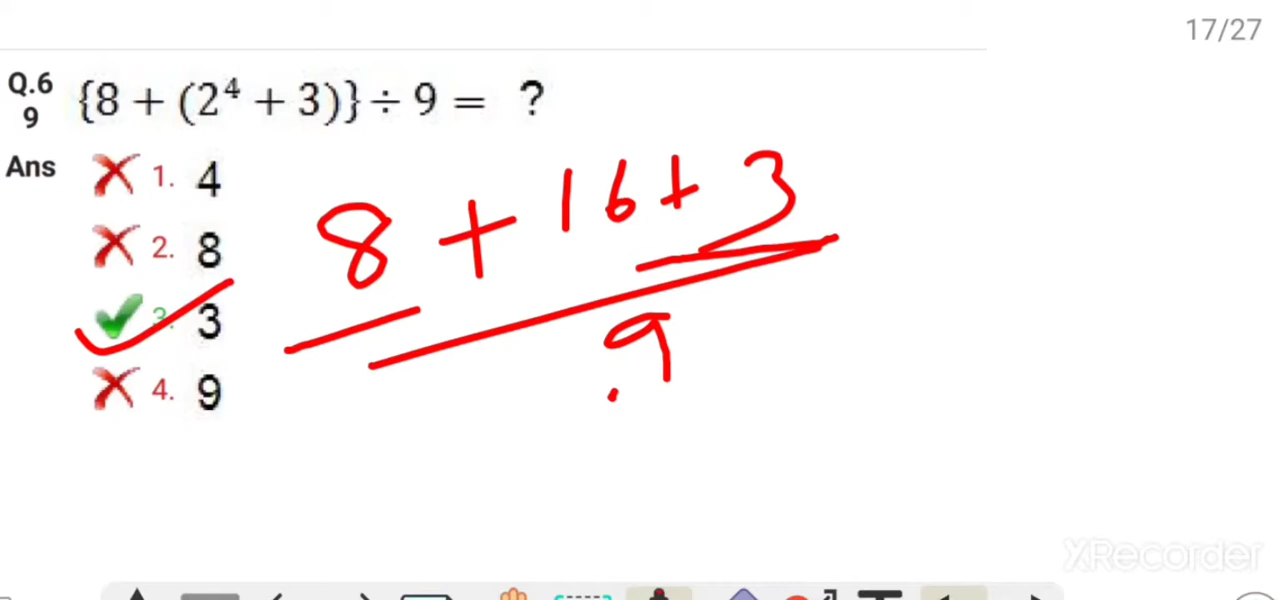 17/27
Q.6 {8 + (2⁴ + 3)} ÷ 9 = ?
9
Ans 1. 4
2. 8
3. 3
4. 9
8 + 16 + 3
9
XRecorder